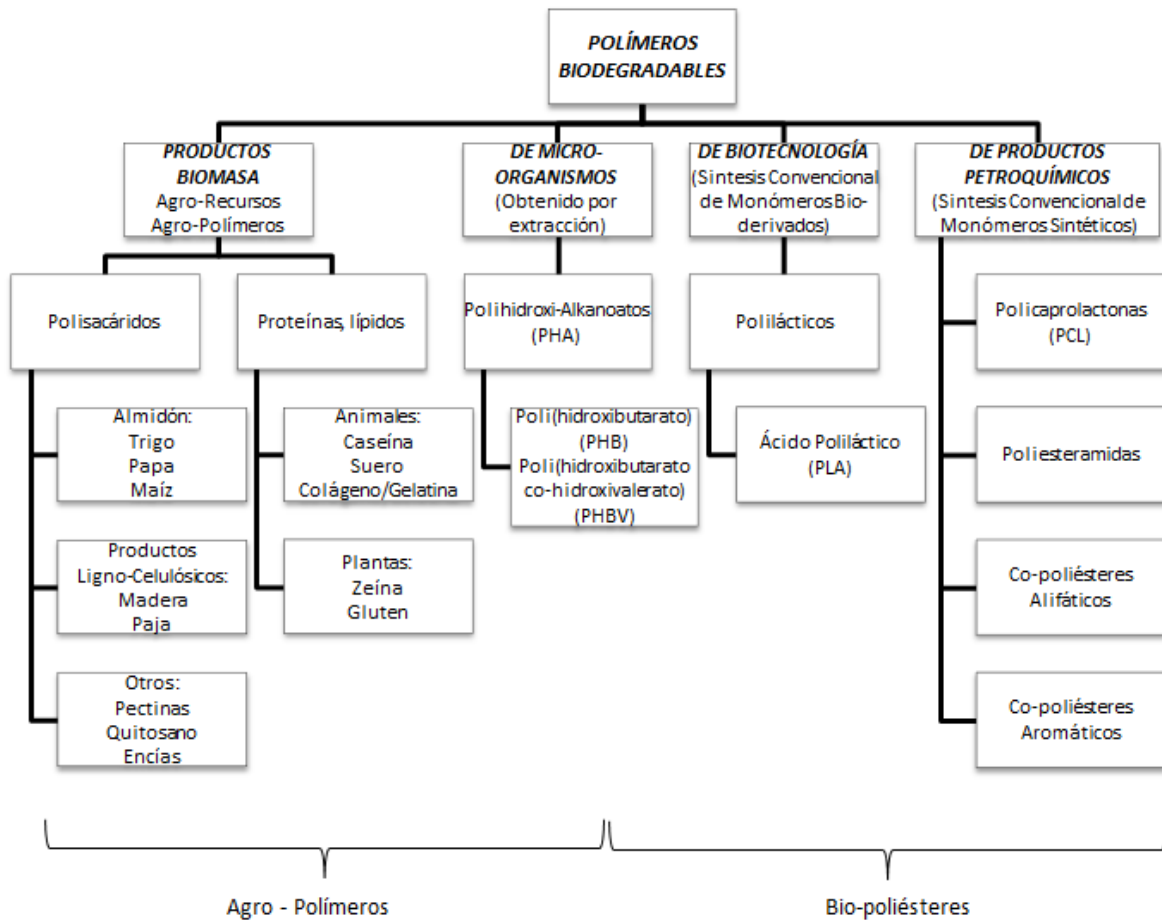 POLÍMEROS
BIODEGRADABLES
PRODUCTOS
BIOMASA
Agro-Recursos
Agro-Polímeros
DE MICRO-
ORGANISMOS
(Obtenido por
extracción)
DE BIOTECNOLOGÍA
(Sintesis Convencional
de Monómeros Bio-
derivados)
DE PRODUCTOS
PETROQUÍMICOS
(Sintesis Convencional de
Monómeros Sintéticos)
Polisacáridos
Proteínas, lípidos
Polihidroxi-Alkanoatos
(PHA)
Polilácticos
Policaprolactonas
(PCL)
Almidón:
Trigo
Papa
Maíz
Animales:
Caseína
Suero
Colágeno/Gelatina
Poli(hidroxibutarato)
(PHB)
Poli(hidroxibutarato
co-hidroxivalerato)
(PHBV)
Ácido Poliláctico
(PLA)
Poliesteramidas
Productos
Ligno-Celulósicos:
Madera
Paja
Plantas:
Zeína
Gluten
Co-poliésteres
Alifáticos
Otros:
Pectinas
Quitosano
Encías
Co-poliésteres
Aromáticos
Agro - Polímeros
Bio-poliésteres